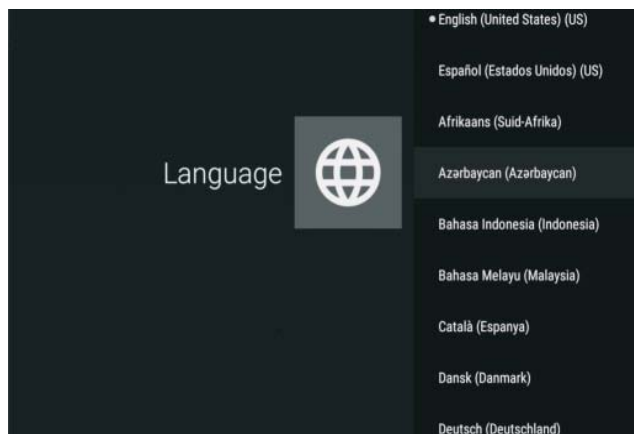 English (United States) (US)
Español (Estados Unidos) (US)
Afrikaans (Suid-Afrika)
Language
Azərbaycan (Azərbaycan)
Bahasa Indonesia (Indonesia)
Bahasa Melayu (Malaysia)
Català (Espanya)
Dansk (Danmark)
Deutsch (Deutschland)